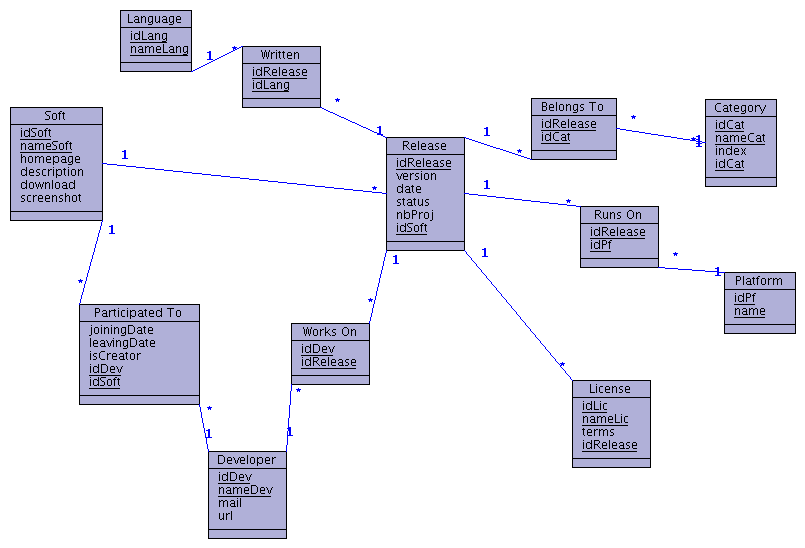 Language
idLang
nameLang
1
*
Written
idRelease
idLang
*
1
Soft
idSoft
nameSoft
homepage
description
download
screenshot
1
*
1
*
Release
idRelease
version
date
status
nbProj
idSoft
1
*
Belongs To
idRelease
idCat
*
*
1
Category
idCat
nameCat
index
idCat
1
*
Runs On
idRelease
idPf
*
1
Platform
idPf
name
1
*
License
idLic
nameLic
terms
idRelease
1
*
Works On
idDev
idRelease
*
1
Participated To
joiningDate
leavingDate
isCreator
idDev
idSoft
*
1
Developer
idDev
nameDev
mail
url